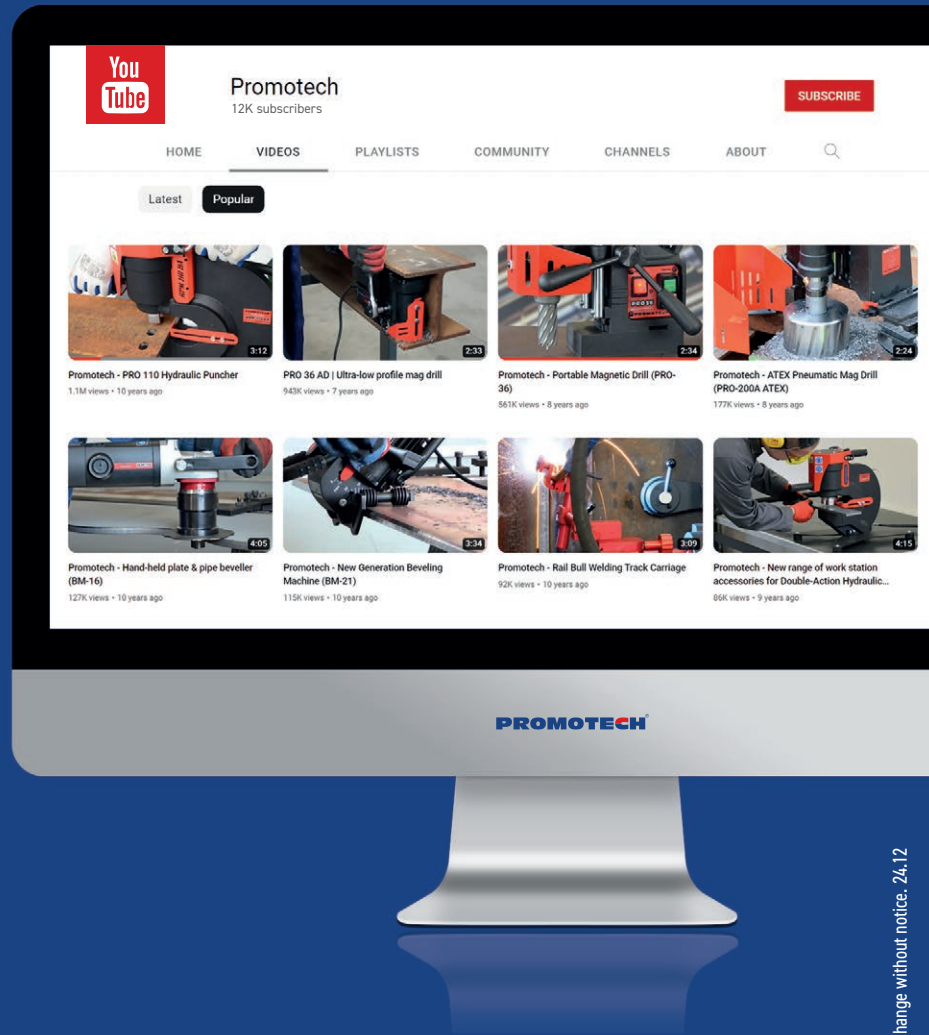 You
Tube
Promotech
12K subscribers
SUBSCRIBE
HOME
VIDEOS
PLAYLISTS
COMMUNITY
CHANNELS
ABOUT
Latest
Popular
3:12
2:33
2:34
2:24
Promotech - PRO 110 Hydraulic Puncher
1.1M views • 10 years ago
PRO 36 AD | Ultra-low profile mag drill
943K views • 7 years ago
Promotech - Portable Magnetic Drill (PRO-
36)
561K views • 8 years ago
Promotech - ATEX Pneumatic Mag Drill
(PRO-200A ATEX)
177K views • 8 years ago
4:05
3:34
3:09
4:15
Promotech - Hand-held plate & pipe beveller
(BM-16)
127K views • 10 years ago
Promotech - New Generation Beveling
Machine (BM-21)
115K views • 10 years ago
Promotech - Rail Bull Welding Track Carriage
92K views • 10 years ago
Promotech - New range of work station
accessories for Double-Action Hydraulic...
86K views • 9 years ago
PROMOTECH
hange without notice. 24.12